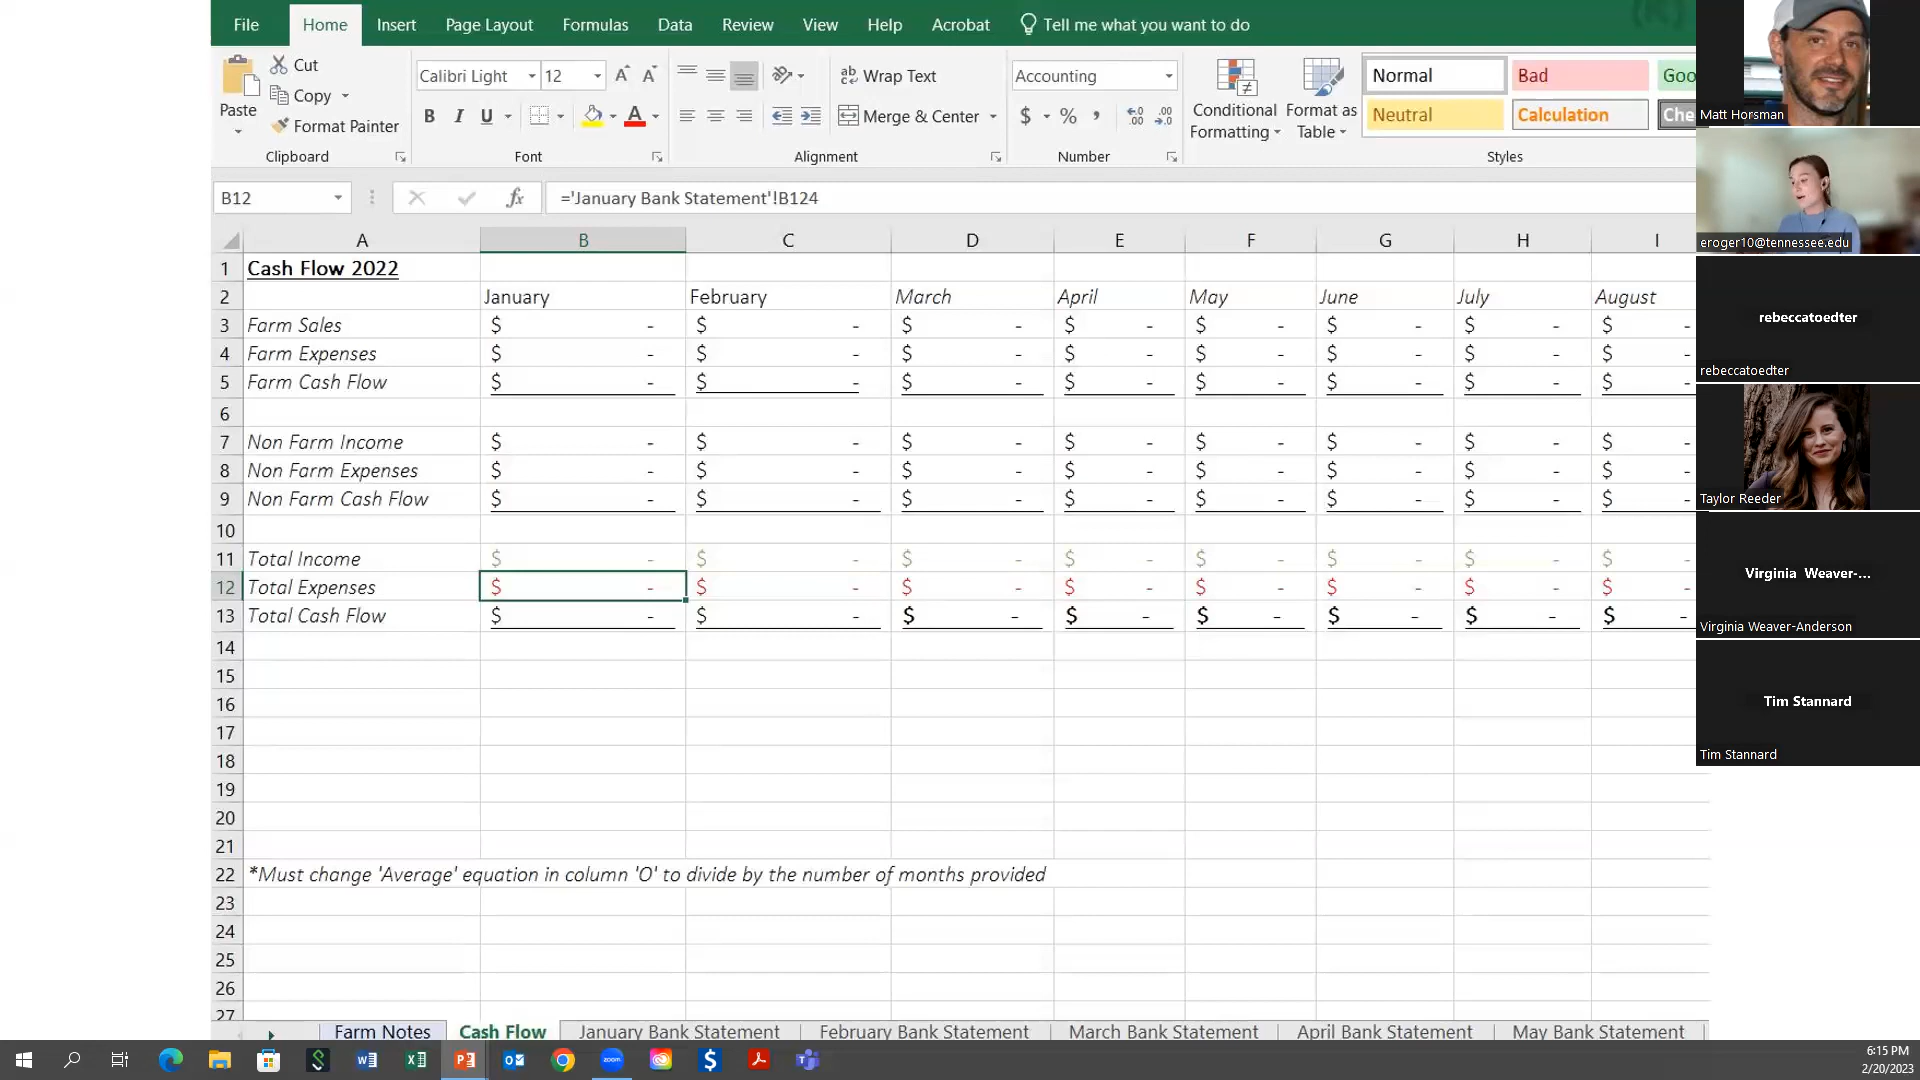 File Home Insert Page Layout Formulas Data Review View Help Acrobat Tell me what you want to do
Paste
Cut
Copy
Format Painter
Clipboard
Calibri Light 12
B I U
Font
Wrap Text
Merge & Center
Alignment
Accounting
$ % ,
Number
Conditional Formatting
Format as Table
Normal Bad Goo
Neutral Calculation Che
Styles
B12 fx ='January Bank Statement'!B124
A B C D E F G H I
1 Cash Flow 2022
2 January February March April May June July August
3 Farm Sales $ - $ - $ - $ - $ - $ - $ - $ -
4 Farm Expenses $ - $ - $ - $ - $ - $ - $ - $ -
5 Farm Cash Flow $ - $ - $ - $ - $ - $ - $ - $ -
6
7 Non Farm Income $ - $ - $ - $ - $ - $ - $ - $ -
8 Non Farm Expenses $ - $ - $ - $ - $ - $ - $ - $ -
9 Non Farm Cash Flow $ - $ - $ - $ - $ - $ - $ - $ -
10
11 Total Income $ - $ - $ - $ - $ - $ - $ - $ -
12 Total Expenses $ - $ - $ - $ - $ - $ - $ - $ -
13 Total Cash Flow $ - $ - $ - $ - $ - $ - $ - $ -
14
15
16
17
18
19
20
21
22 *Must change 'Average' equation in column 'O' to divide by the number of months provided
23
24
25
26
27
Farm Notes Cash Flow January Bank Statement February Bank Statement March Bank Statement April Bank Statement May Bank Statement
Matt Horsman
eroger10@tennessee.edu
rebeccatoedter
rebeccatoedter
Taylor Reeder
Virginia Weaver-...
Virginia Weaver-Anderson
Tim Stannard
Tim Stannard
zoom
6:15 PM
2/20/2023